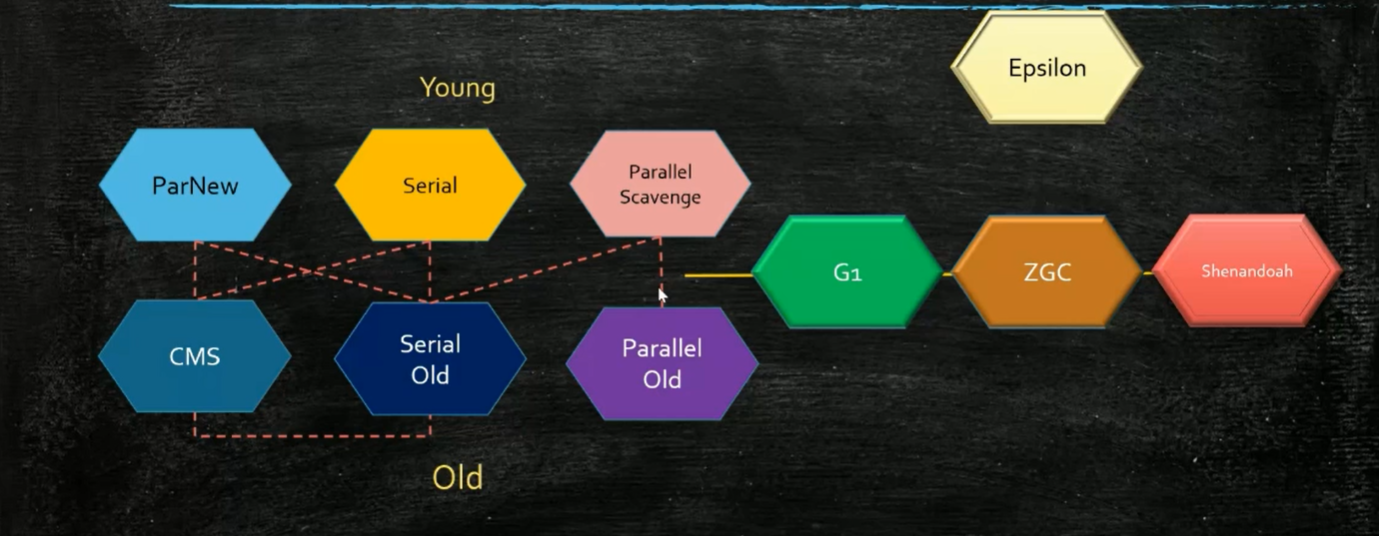 Epsilon
Young
ParNew
Serial
Parallel
Scavenge
G1
ZGC
Shenandoah
CMS
Serial
Old
Parallel
Old
Old